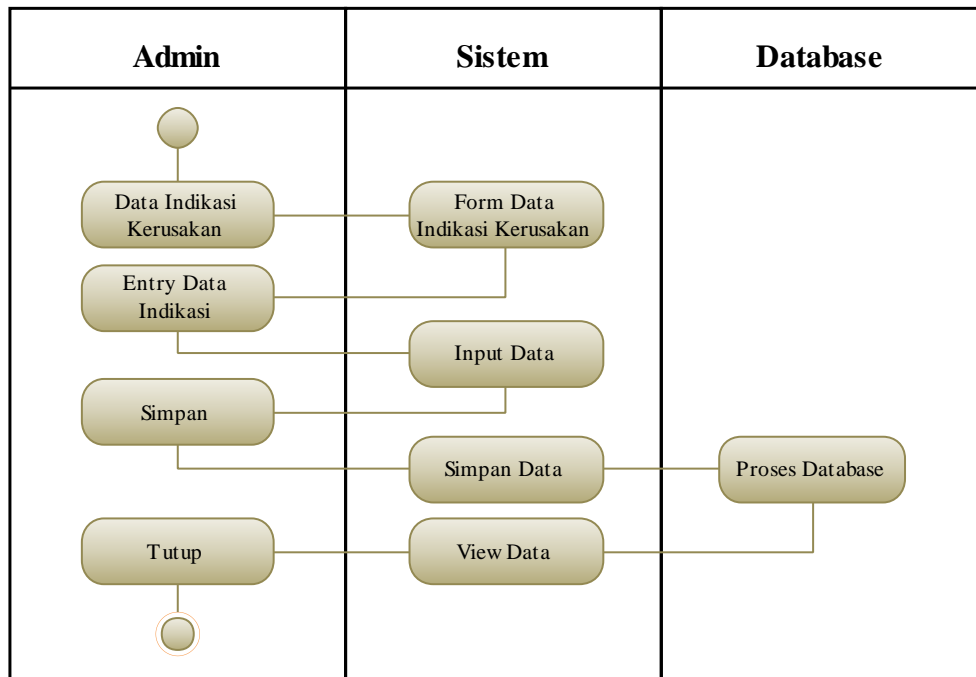 Admin
Sistem
Database
Data Indikasi
Kerusakan
Form Data
Indikasi Kerusakan
Entry Data
Indikasi
Input Data
Simpan
Simpan Data
Proses Database
Tutup
View Data